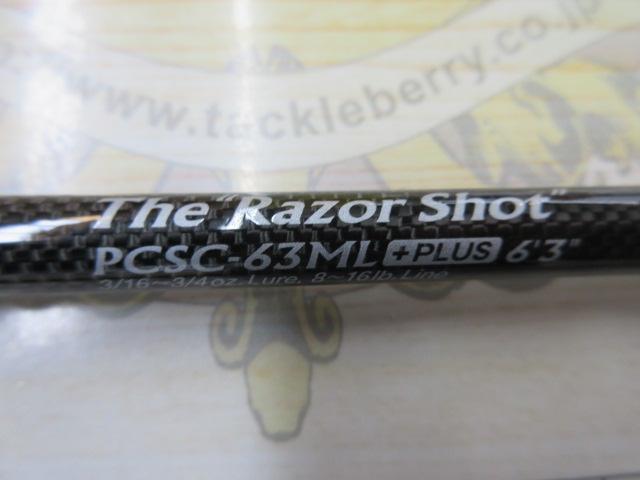 www.tackleberry.co.jp
The "Razor Shot"
PCSC-63ML +PLUS 6'3"
3/16~3/4oz. Lure, 8~16lb. Line